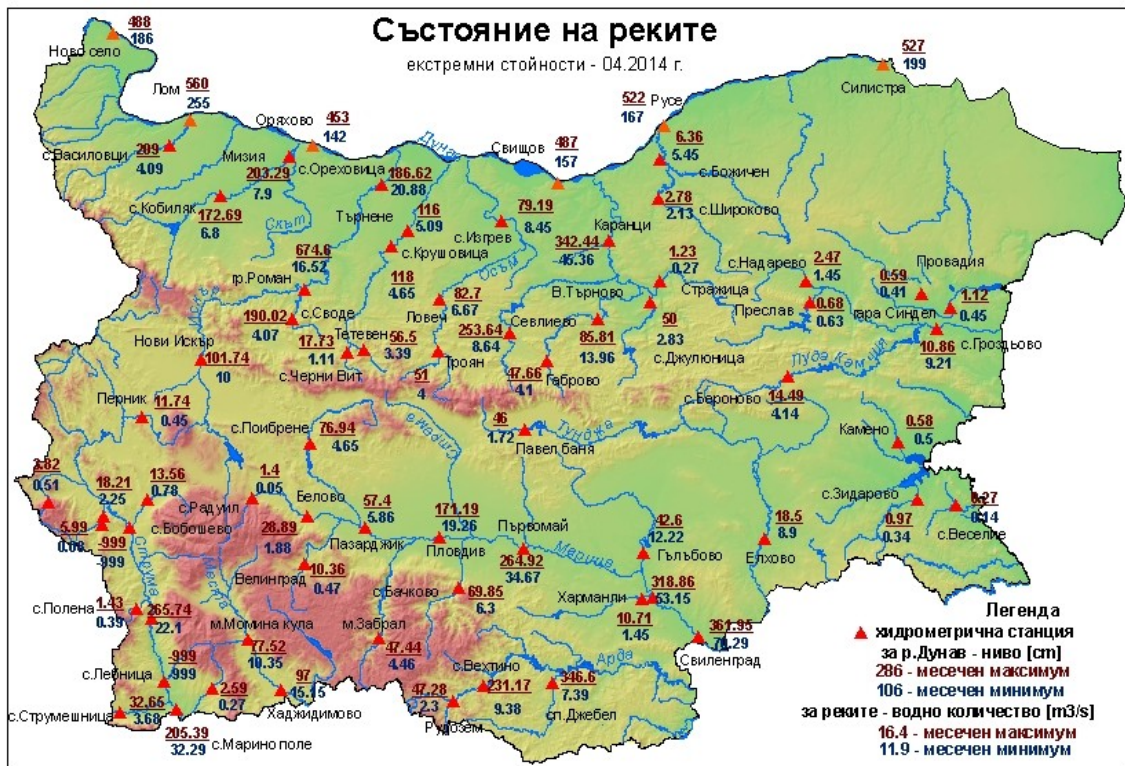 Състояние на реките
екстремни стойности - 04.2014 г.
488
186
Ново село
Лом
560
255
с.Василовци
209
4.09
Оряхово
453
142
Мизия
203.29
7.9
с.Ореховица
186.62
20.88
Дунав
Свищов
487
157
522
167
Русе
527
199
Силистра
6.36
5.45
с.Божичен
2.78
2.13
с.Широково
с.Кобиляк
172.69
6.8
Скът
Търнене
116
5.09
с.Крушовица
118
4.65
79.19
8.45
с.Изгрев
Осъм
Каранци
342.44
45.36
674.6
16.52
гр.Роман
Искър
1.23
0.27
Стражица
с.Надарево
2.47
1.45
0.59
0.41
Провадия
1.12
0.45
190.02
4.07
с.Своде
Ловеч
82.7
6.67
В.Търново
50
2.83
Преслав
0.68
0.63
гара Синдел
10.86
9.21
с.Гроздьово
Нови Искър
101.74
10
17.73
1.11
Тетевен
56.5
3.39
с.Черни Вит
51
4
Троян
253.64
8.64
Севлиево
85.81
13.96
47.66
4.1
Габрово
с.Джулюница
Луда Камчия
с.Бероново
14.49
4.14
Перник
11.74
0.45
с.Поибрене
76.94
4.65
Стряма
46
1.72
Павел баня
Тунджа
Камено
0.58
0.5
3.82
0.51
18.21
2.25
13.56
0.78
с.Радуил
1.4
0.05
Белово
28.89
1.88
57.4
5.86
Пазарджик
171.19
19.26
Пловдив
Първомай
264.92
34.67
Марица
42.6
12.22
Гълъбово
18.5
8.9
Елхово
с.Зидарово
0.97
0.34
0.14
с.Веселие
5.99
с.Бобошево
-999
-999
Струма
Места
Велинград
10.36
0.47
с.Бачково
69.85
6.3
Харманли
318.86
53.15
10.71
1.45
361.95
Свиленград
с.Полена
1.43
0.39
265.74
22.1
м.Момина кула
77.52
10.35
м.Забрал
47.44
4.46
Арда
с.Лебница
-999
-999
2.59
0.27
97
15.15
Хаджидимово
с.Вехтино
231.17
9.38
47.28
2.3
Рудозем
346.6
7.39
сп.Джебел
с.Струмешница
32.65
3.68
205.39
32.29
с.Марино поле
Легенда
хидрометрична станция
за р.Дунав - ниво [cm]
286 - месечен максимум
106 - месечен минимум
за реките - водно количество [m3/s]
16.4 - месечен максимум
11.9 - месечен минимум